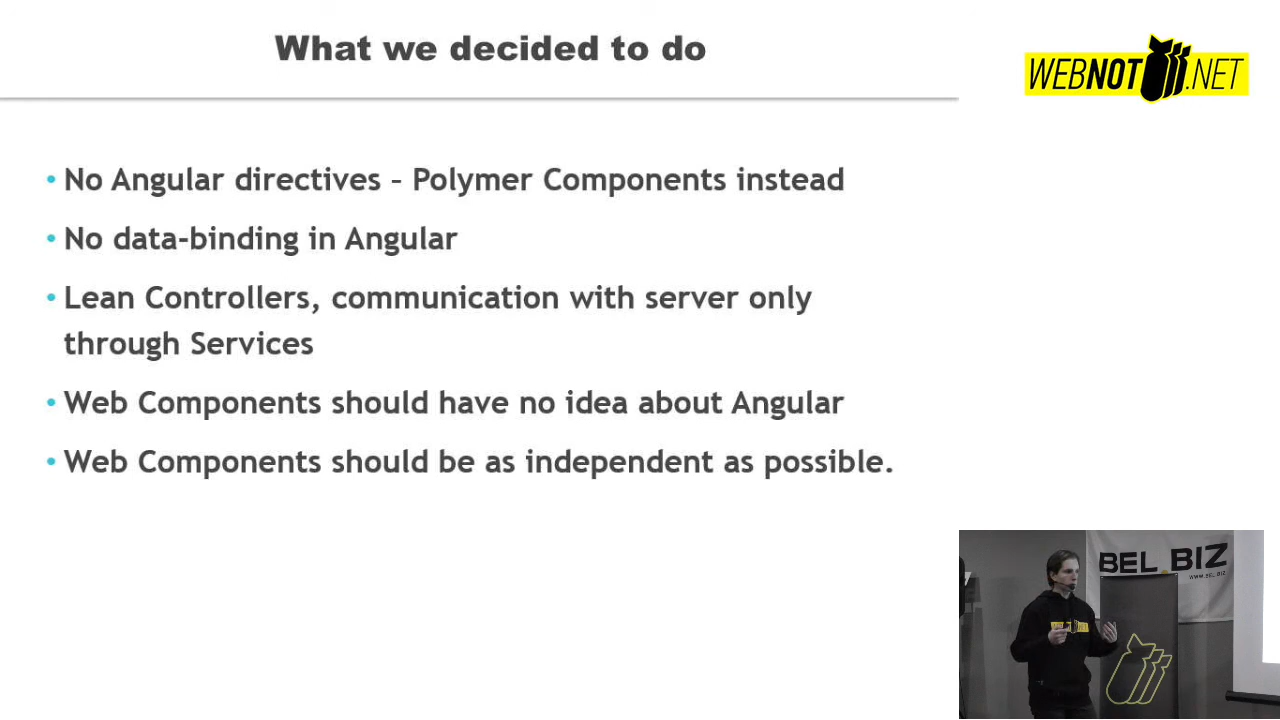 What we decided to do
WEBNOT.NET
• No Angular directives – Polymer Components instead
• No data-binding in Angular
• Lean Controllers, communication with server only
through Services
• Web Components should have no idea about Angular
• Web Components should be as independent as possible.
BEL.BIZ
WWW.BEL.BIZ